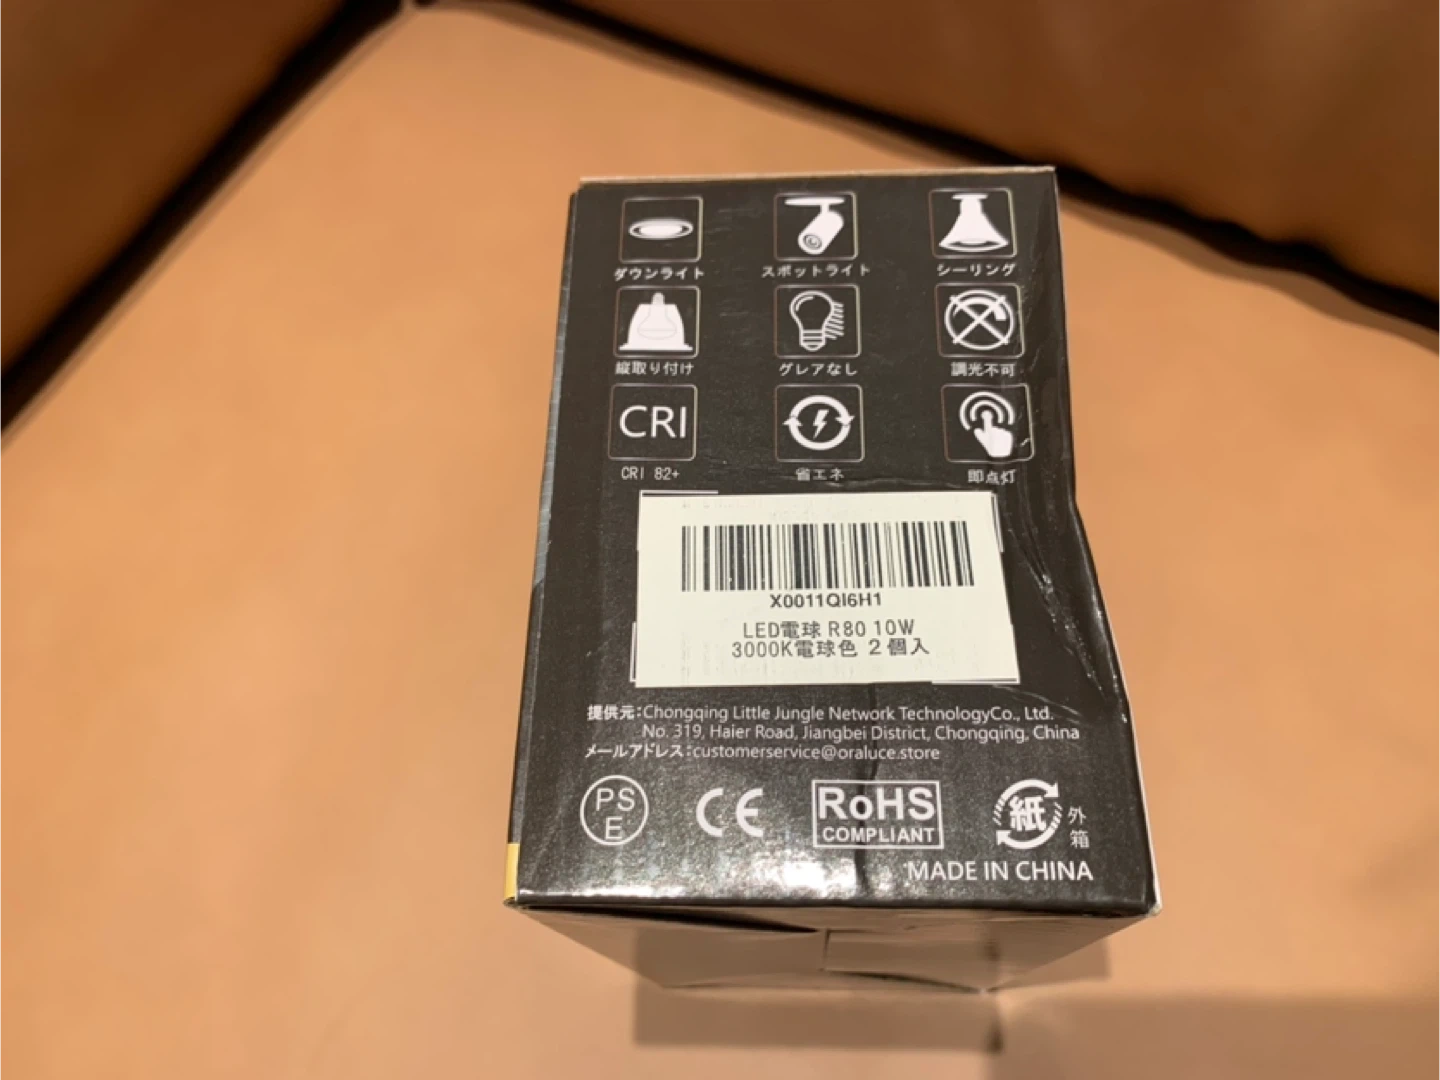 ダウンライト スポットライト シーリング
縦取り付け グレアなし 調光不可
CRI
CRI 82+ 省エネ 即点灯
X0011QI6H1
LED電球 R80 10W
3000K電球色 2個入
提供元:Chongqing Little Jungle Network TechnologyCo., Ltd.
No. 319, Haier Road, Jiangbei District, Chongqing, China
メールアドレス:customerservice@oraluce.store
PS
E
CE
RoHS
COMPLIANT
紙 外箱
MADE IN CHINA